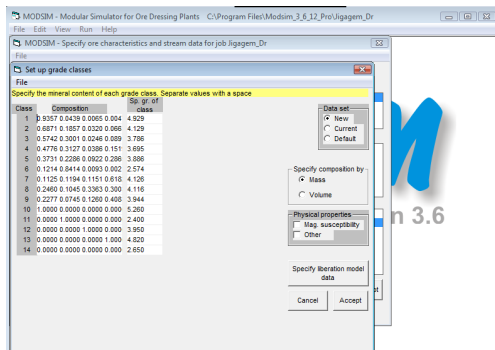 MODSIM - Modular Simulator for Ore Dressing Plants C:\Program Files\Modsim_3_6_12_Pro\ligagem_Dr
File Edit View Run Help
MODSIM - Specify ore characteristics and stream data for job Jigagem_Dr
File
Set up grade classes
File
Specify the mineral content of each grade class. Separate values with a space
Class Composition Sp. gr. of class
1 0.9357 0.0439 0.0065 0.004 4.929
2 0.6871 0.1857 0.0320 0.066 4.129
3 0.5742 0.3001 0.0246 0.089 3.786
4 0.4776 0.3127 0.0386 0.151 3.695
5 0.3731 0.2286 0.0922 0.286 3.886
6 0.1214 0.8414 0.0093 0.002 2.574
7 0.1125 0.1194 0.1151 0.618 4.126
8 0.2460 0.1045 0.3363 0.300 4.116
9 0.2277 0.0745 0.1260 0.408 3.944
10 1.0000 0.0000 0.0000 0.000 5.260
11 0.0000 1.0000 0.0000 0.000 2.400
12 0.0000 0.0000 1.0000 0.000 3.950
13 0.0000 0.0000 0.0000 1.000 4.820
14 0.0000 0.0000 0.0000 0.000 2.650
Data set
New
Current
Default
Specify composition by
Mass
Volume
Physical properties
Mag. susceptibility
Other
Specify liberation model data
Cancel Accept
n 3.6